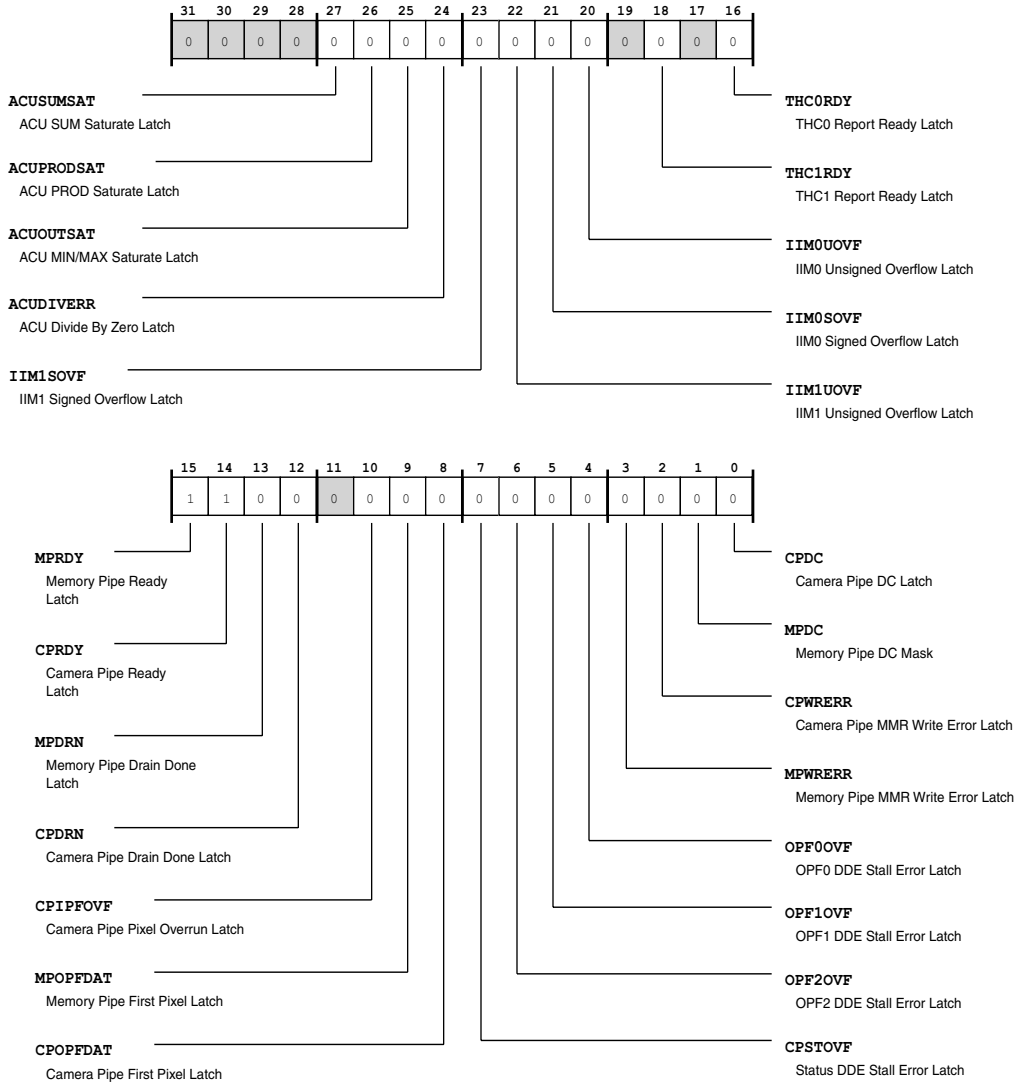 31 30 29 28 27 26 25 24 23 22 21 20 19 18 17 16
0 0 0 0 0 0 0 0 0 0 0 0 0 0 0 0
ACUSUMSAT
ACU SUM Saturate Latch
ACUPRODSAT
ACU PROD Saturate Latch
ACUOUTSAT
ACU MIN/MAX Saturate Latch
ACUDIVERR
ACU Divide By Zero Latch
IIM1SOVF
IIM1 Signed Overflow Latch
THC0RDY
THC0 Report Ready Latch
THC1RDY
THC1 Report Ready Latch
IIM0UOVF
IIM0 Unsigned Overflow Latch
IIM0SOVF
IIM0 Signed Overflow Latch
IIM1UOVF
IIM1 Unsigned Overflow Latch
15 14 13 12 11 10 9 8 7 6 5 4 3 2 1 0
1 1 0 0 0 0 0 0 0 0 0 0 0 0 0 0
MPRDY
Memory Pipe Ready
Latch
CPRDY
Camera Pipe Ready
Latch
MPDRN
Memory Pipe Drain Done
Latch
CPDRN
Camera Pipe Drain Done Latch
CPIPFOVF
Camera Pipe Pixel Overrun Latch
MPOPFDAT
Memory Pipe First Pixel Latch
CPOPFDAT
Camera Pipe First Pixel Latch
CPDC
Camera Pipe DC Latch
MPDC
Memory Pipe DC Mask
CPWRERR
Camera Pipe MMR Write Error Latch
MPWRERR
Memory Pipe MMR Write Error Latch
OPF0OVF
OPF0 DDE Stall Error Latch
OPF1OVF
OPF1 DDE Stall Error Latch
OPF2OVF
OPF2 DDE Stall Error Latch
CPSTOVF
Status DDE Stall Error Latch